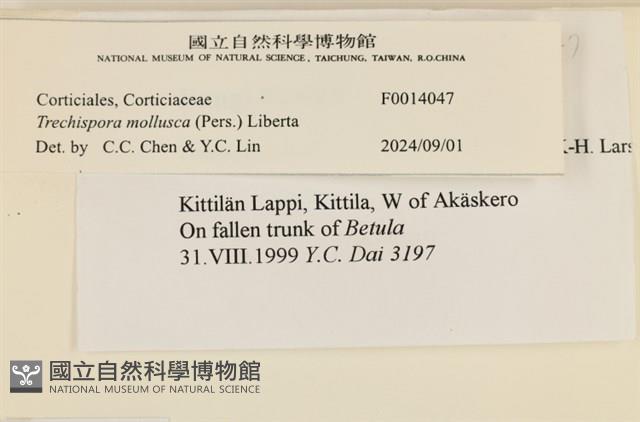 國立自然科學博物館
NATIONAL MUSEUM OF NATURAL SCIENCE, TAICHUNG, TAIWAN, R.O.CHINA
Corticiales, Corticiaceae F0014047
Trechispora mollusca (Pers.) Liberta
Det. by C.C. Chen & Y.C. Lin 2024/09/01
K-H. Lars
Kittilän Lappi, Kittila, W of Akäskero
On fallen trunk of Betula
31.VIII.1999 Y.C. Dai 3197
國立自然科學博物館
NATIONAL MUSEUM OF NATURAL SCIENCE